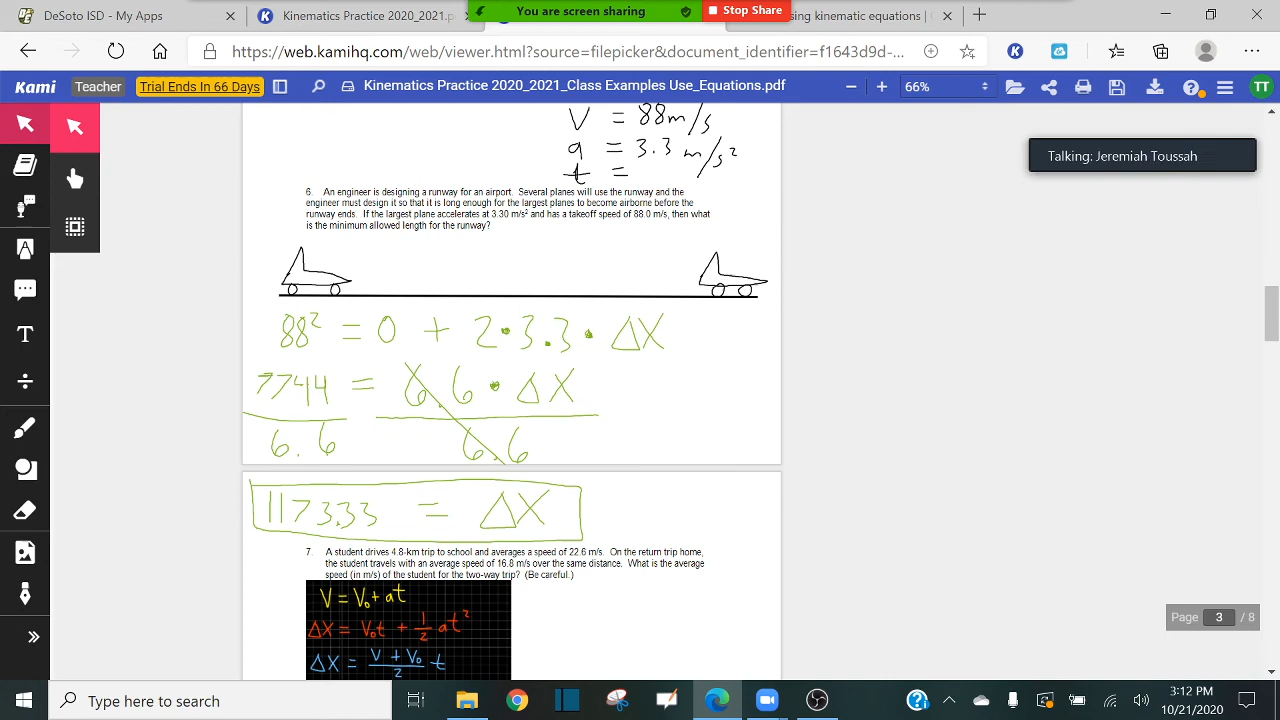 DeSoto IT - My Apps
Kinematics Practice 2020_2021.p
You are screen sharing
Stop Share
sing kinematic equations (
https://web.kamihq.com/web/viewer.html?source=filepicker&document_identifier=f1643d9d-...
Kami Teacher Trial Ends In 66 Days Kinematics Practice 2020_2021_Class Examples Use_Equations.pdf 66% TT
V = 88m/s
a = 3.3 m/s²
t =
Talking: Jeremiah Toussah
6. An engineer is designing a runway for an airport. Several planes will use the runway and the
engineer must design it so that it is long enough for the largest planes to become airborne before the
runway ends. If the largest plane accelerates at 3.30 m/s² and has a takeoff speed of 88.0 m/s, then what
is the minimum allowed length for the runway?
88² = 0 + 2·3.3·ΔX
7744 = 6.6·ΔX
6.6 6.6
1173.33 = ΔX
7. A student drives 4.8-km trip to school and averages a speed of 22.6 m/s. On the return trip home,
the student travels with an average speed of 16.8 m/s over the same distance. What is the average
speed (in m/s) of the student for the two-way trip? (Be careful.)
V = V₀ + at
ΔX = V₀t + 1/2 at²
ΔX = V + V₀/2 t
Page 3 / 8
Type here to search
3:12 PM
10/21/2020